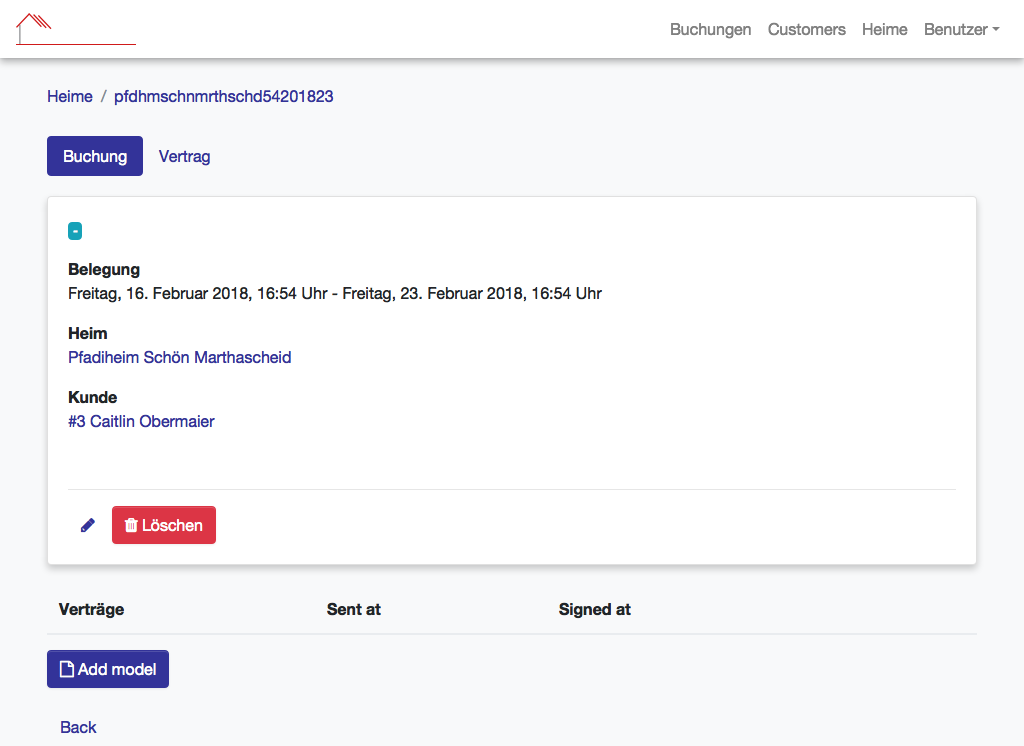 Buchungen Customers Heime Benutzer
Heime / pfdhmschnmrthschd54201823
Buchung Vertrag
-
Belegung
Freitag, 16. Februar 2018, 16:54 Uhr - Freitag, 23. Februar 2018, 16:54 Uhr
Heim
Pfadiheim Schön Marthascheid
Kunde
#3 Caitlin Obermaier
Löschen
Verträge Sent at Signed at
Add model
Back